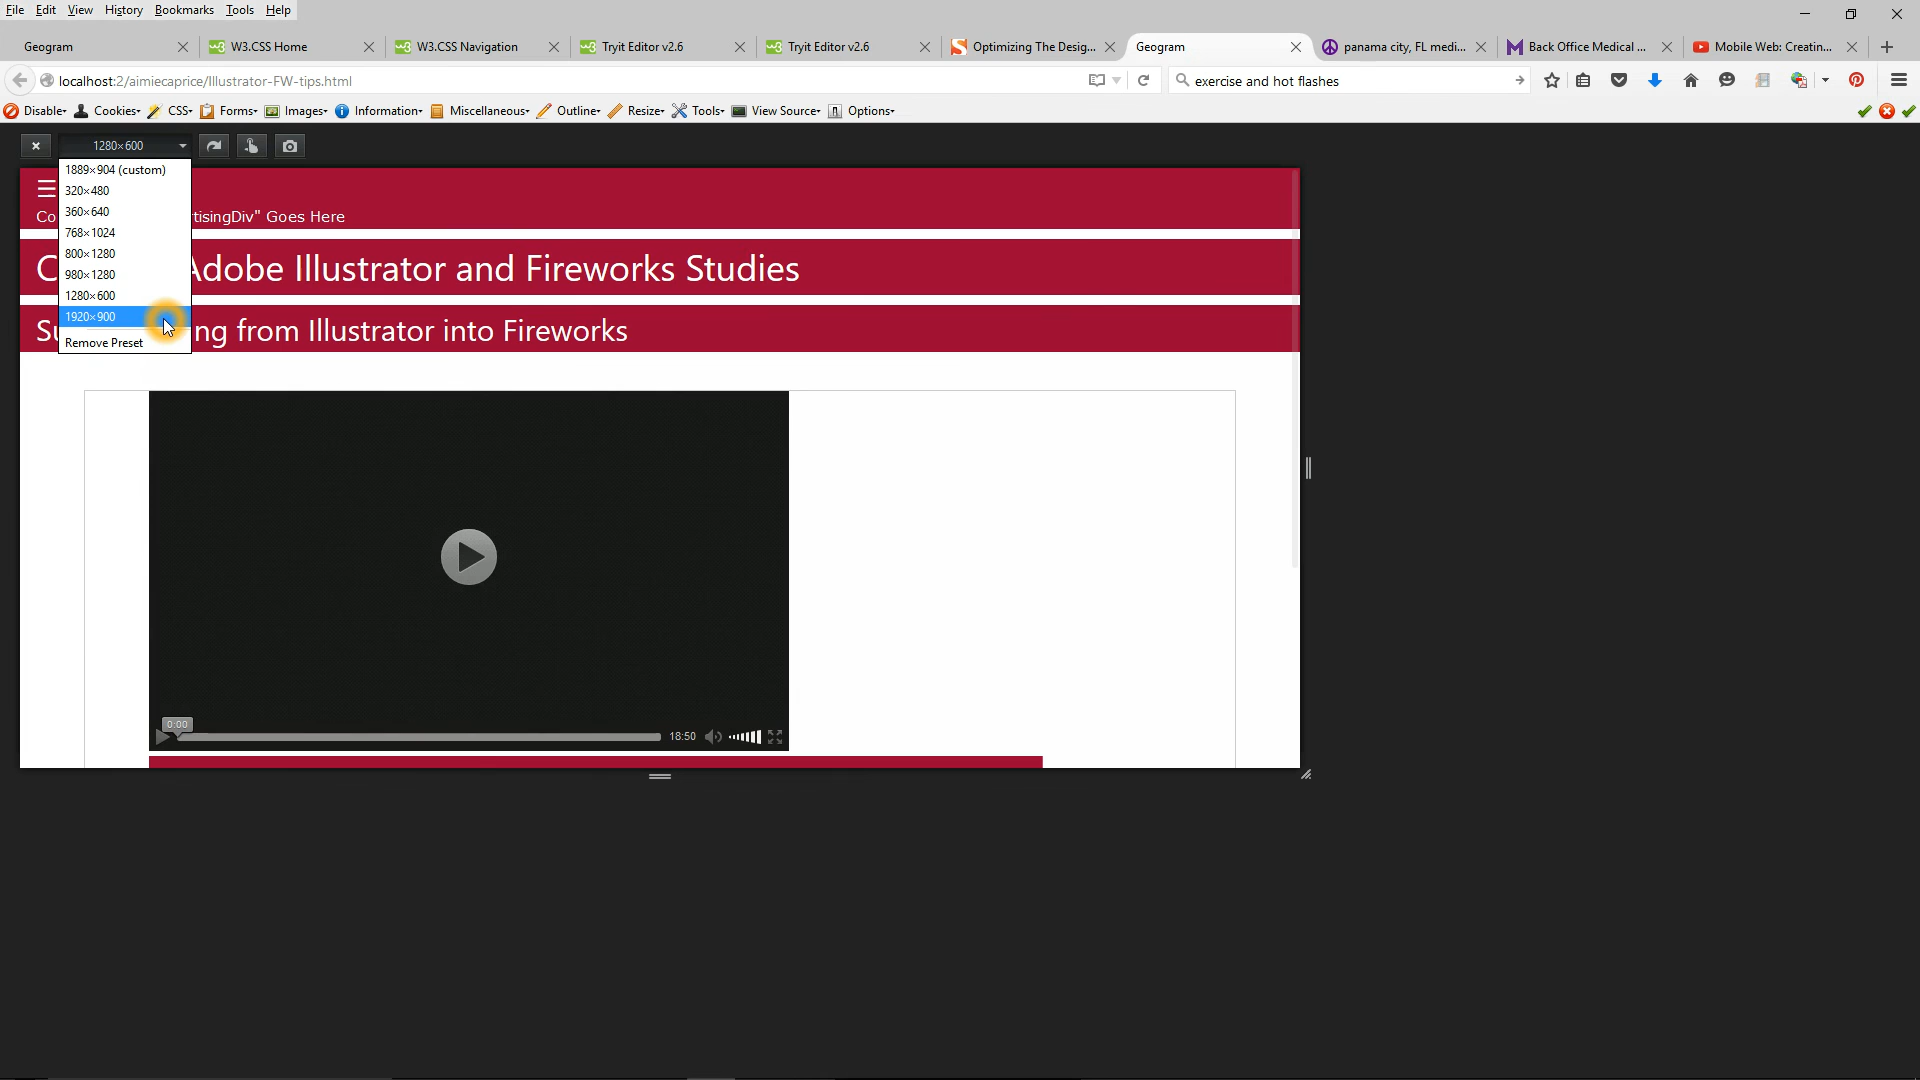 File Edit View History Bookmarks Tools Help
Geogram W3.CSS Home W3.CSS Navigation Tryit Editor v2.6 Tryit Editor v2.6 Optimizing The Desig... Geogram panama city, FL medi... Back Office Medical ... Mobile Web: Creatin...
localhost:2/aimiecaprice/Illustrator-FW-tips.html exercise and hot flashes
Disable Cookies CSS Forms Images Information Miscellaneous Outline Resize Tools View Source Options
1280×600
1889×904 (custom)
320×480
360×640
Co tisingDiv" Goes Here
768×1024
800×1280
C Adobe Illustrator and Fireworks Studies
980×1280
1280×600
1920×900
Su ng from Illustrator into Fireworks
Remove Preset
0:00
18:50